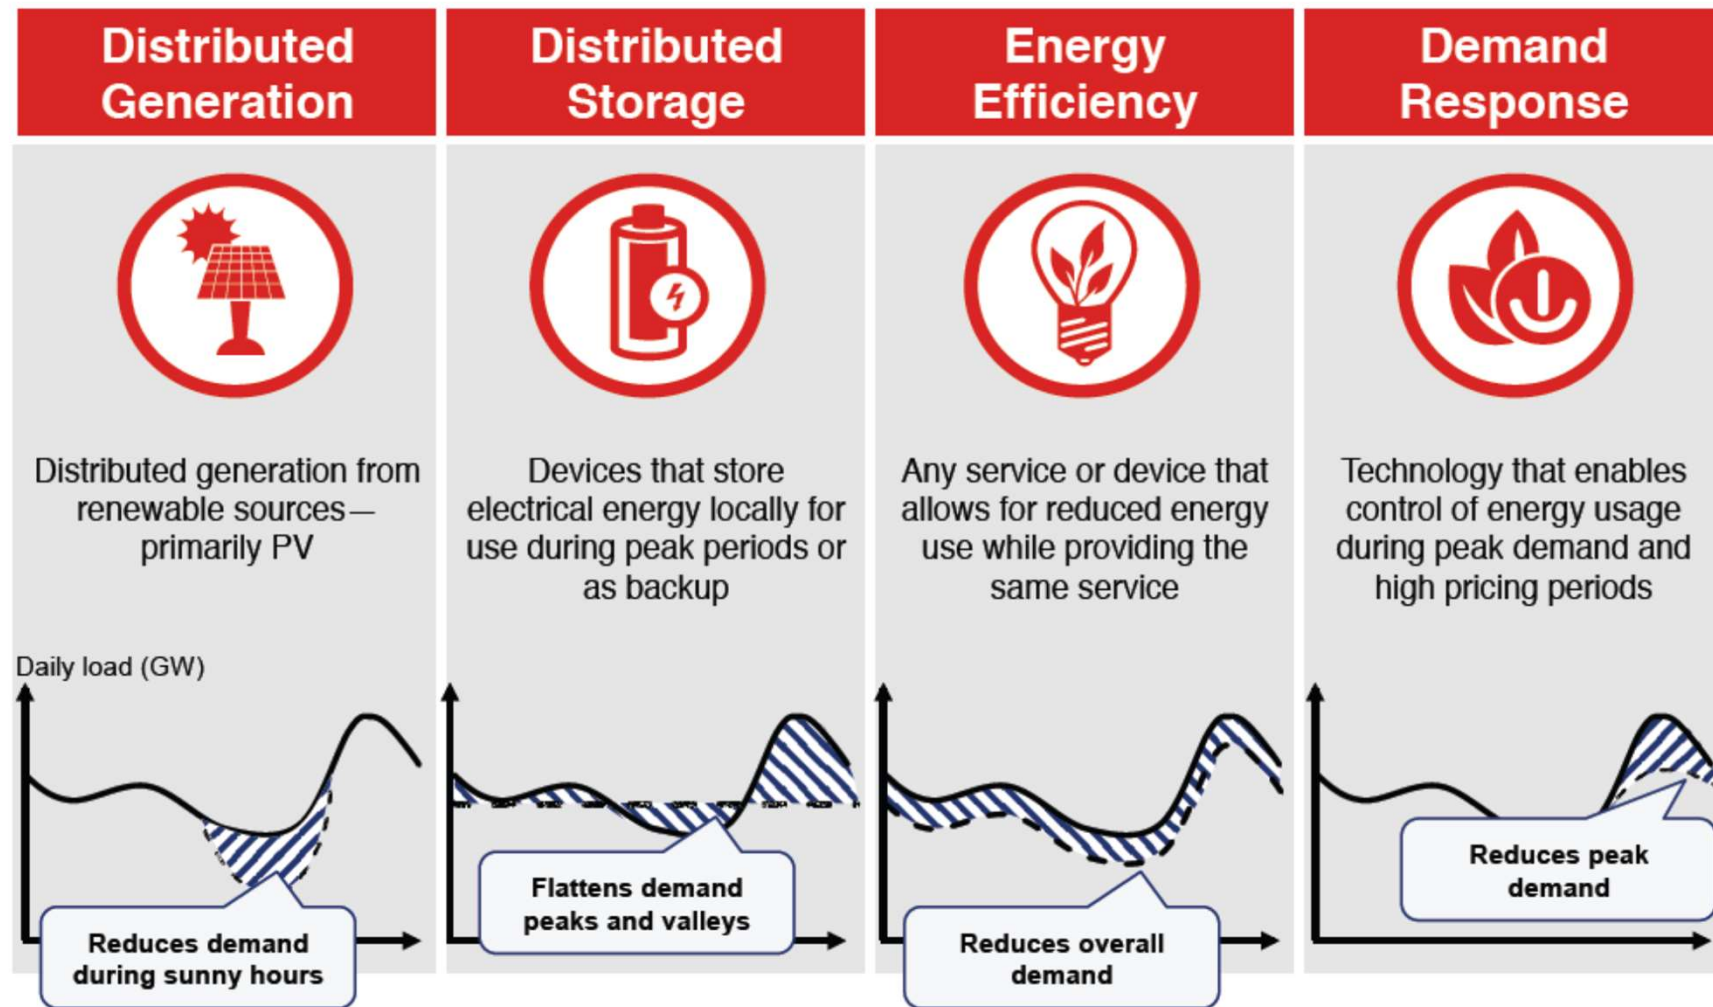 Distributed
Generation
Distributed
Storage
Energy
Efficiency
Demand
Response
Distributed generation from
renewable sources—
primarily PV
Devices that store
electrical energy locally for
use during peak periods or
as backup
Any service or device that
allows for reduced energy
use while providing the
same service
Technology that enables
control of energy usage
during peak demand and
high pricing periods
Daily load (GW)
Reduces demand
during sunny hours
Flattens demand
peaks and valleys
Reduces overall
demand
Reduces peak
demand